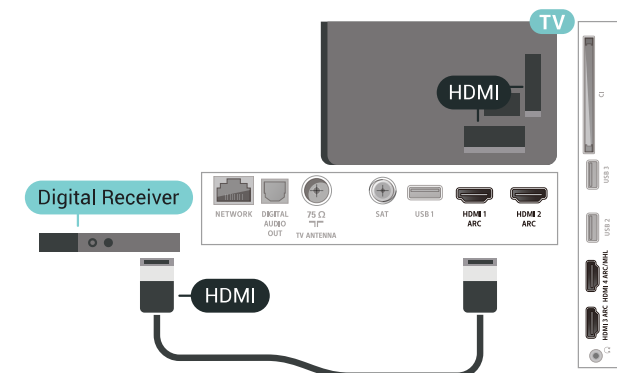 TV
HDMI
CI
USB 3
USB 2
HDMI 4 ARC/MHL
HDMI 3 ARC
Digital Receiver
NETWORK
DIGITAL
AUDIO
OUT
75 Ω
TV ANTENNA
SAT
USB 1
HDMI 1
ARC
HDMI 2
ARC
HDMI